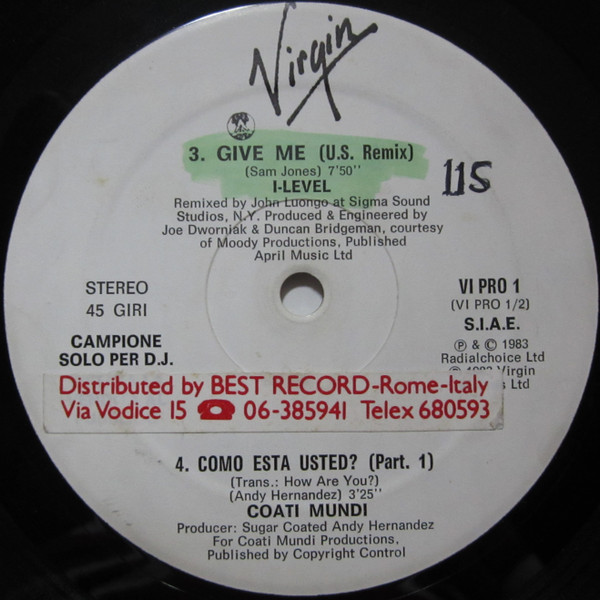 Virgin
3. GIVE ME (U.S. Remix)
(Sam Jones) 7'50''
I-LEVEL
Remixed by John Luongo at Sigma Sound
Studios, N.Y. Produced & Engineered by
Joe Dworniak & Duncan Bridgeman, courtesy
of Moody Productions, Published
April Music Ltd
115
STEREO
45 GIRI
CAMPIONE
SOLO PER D.J.
VI PRO 1
(VI PRO 1/2)
S.I.A.E.
℗ & © 1983
Radialchoice Ltd
Virgin
Ltd
Distributed by BEST RECORD-Rome-Italy
Via Vodice 15 ☎ 06-385941 Telex 680593
4. COMO ESTA USTED? (Part. 1)
(Trans.: How Are You?)
(Andy Hernandez) 3'25''
COATI MUNDI
Producer: Sugar Coated Andy Hernandez
For Coati Mundi Productions,
Published by Copyright Control